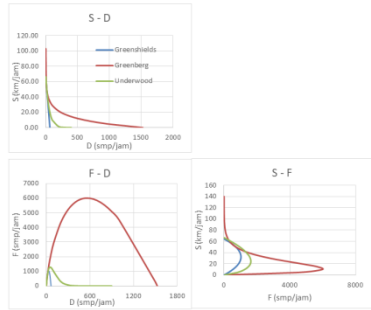 S - D
120.00
100.00
80.00
60.00
40.00
20.00
0.00
S (km/jam)
Greenshields
Greenberg
Underwood
0 500 1000 1500 2000
D (smp/jam)
F - D
7000
6000
5000
4000
3000
2000
1000
0
F (smp/jam)
0 600 1200 1800
D (smp/jam)
S - F
160
140
120
100
80
60
40
20
0
S (km/jam)
0 4000 8000
F (smp/jam)